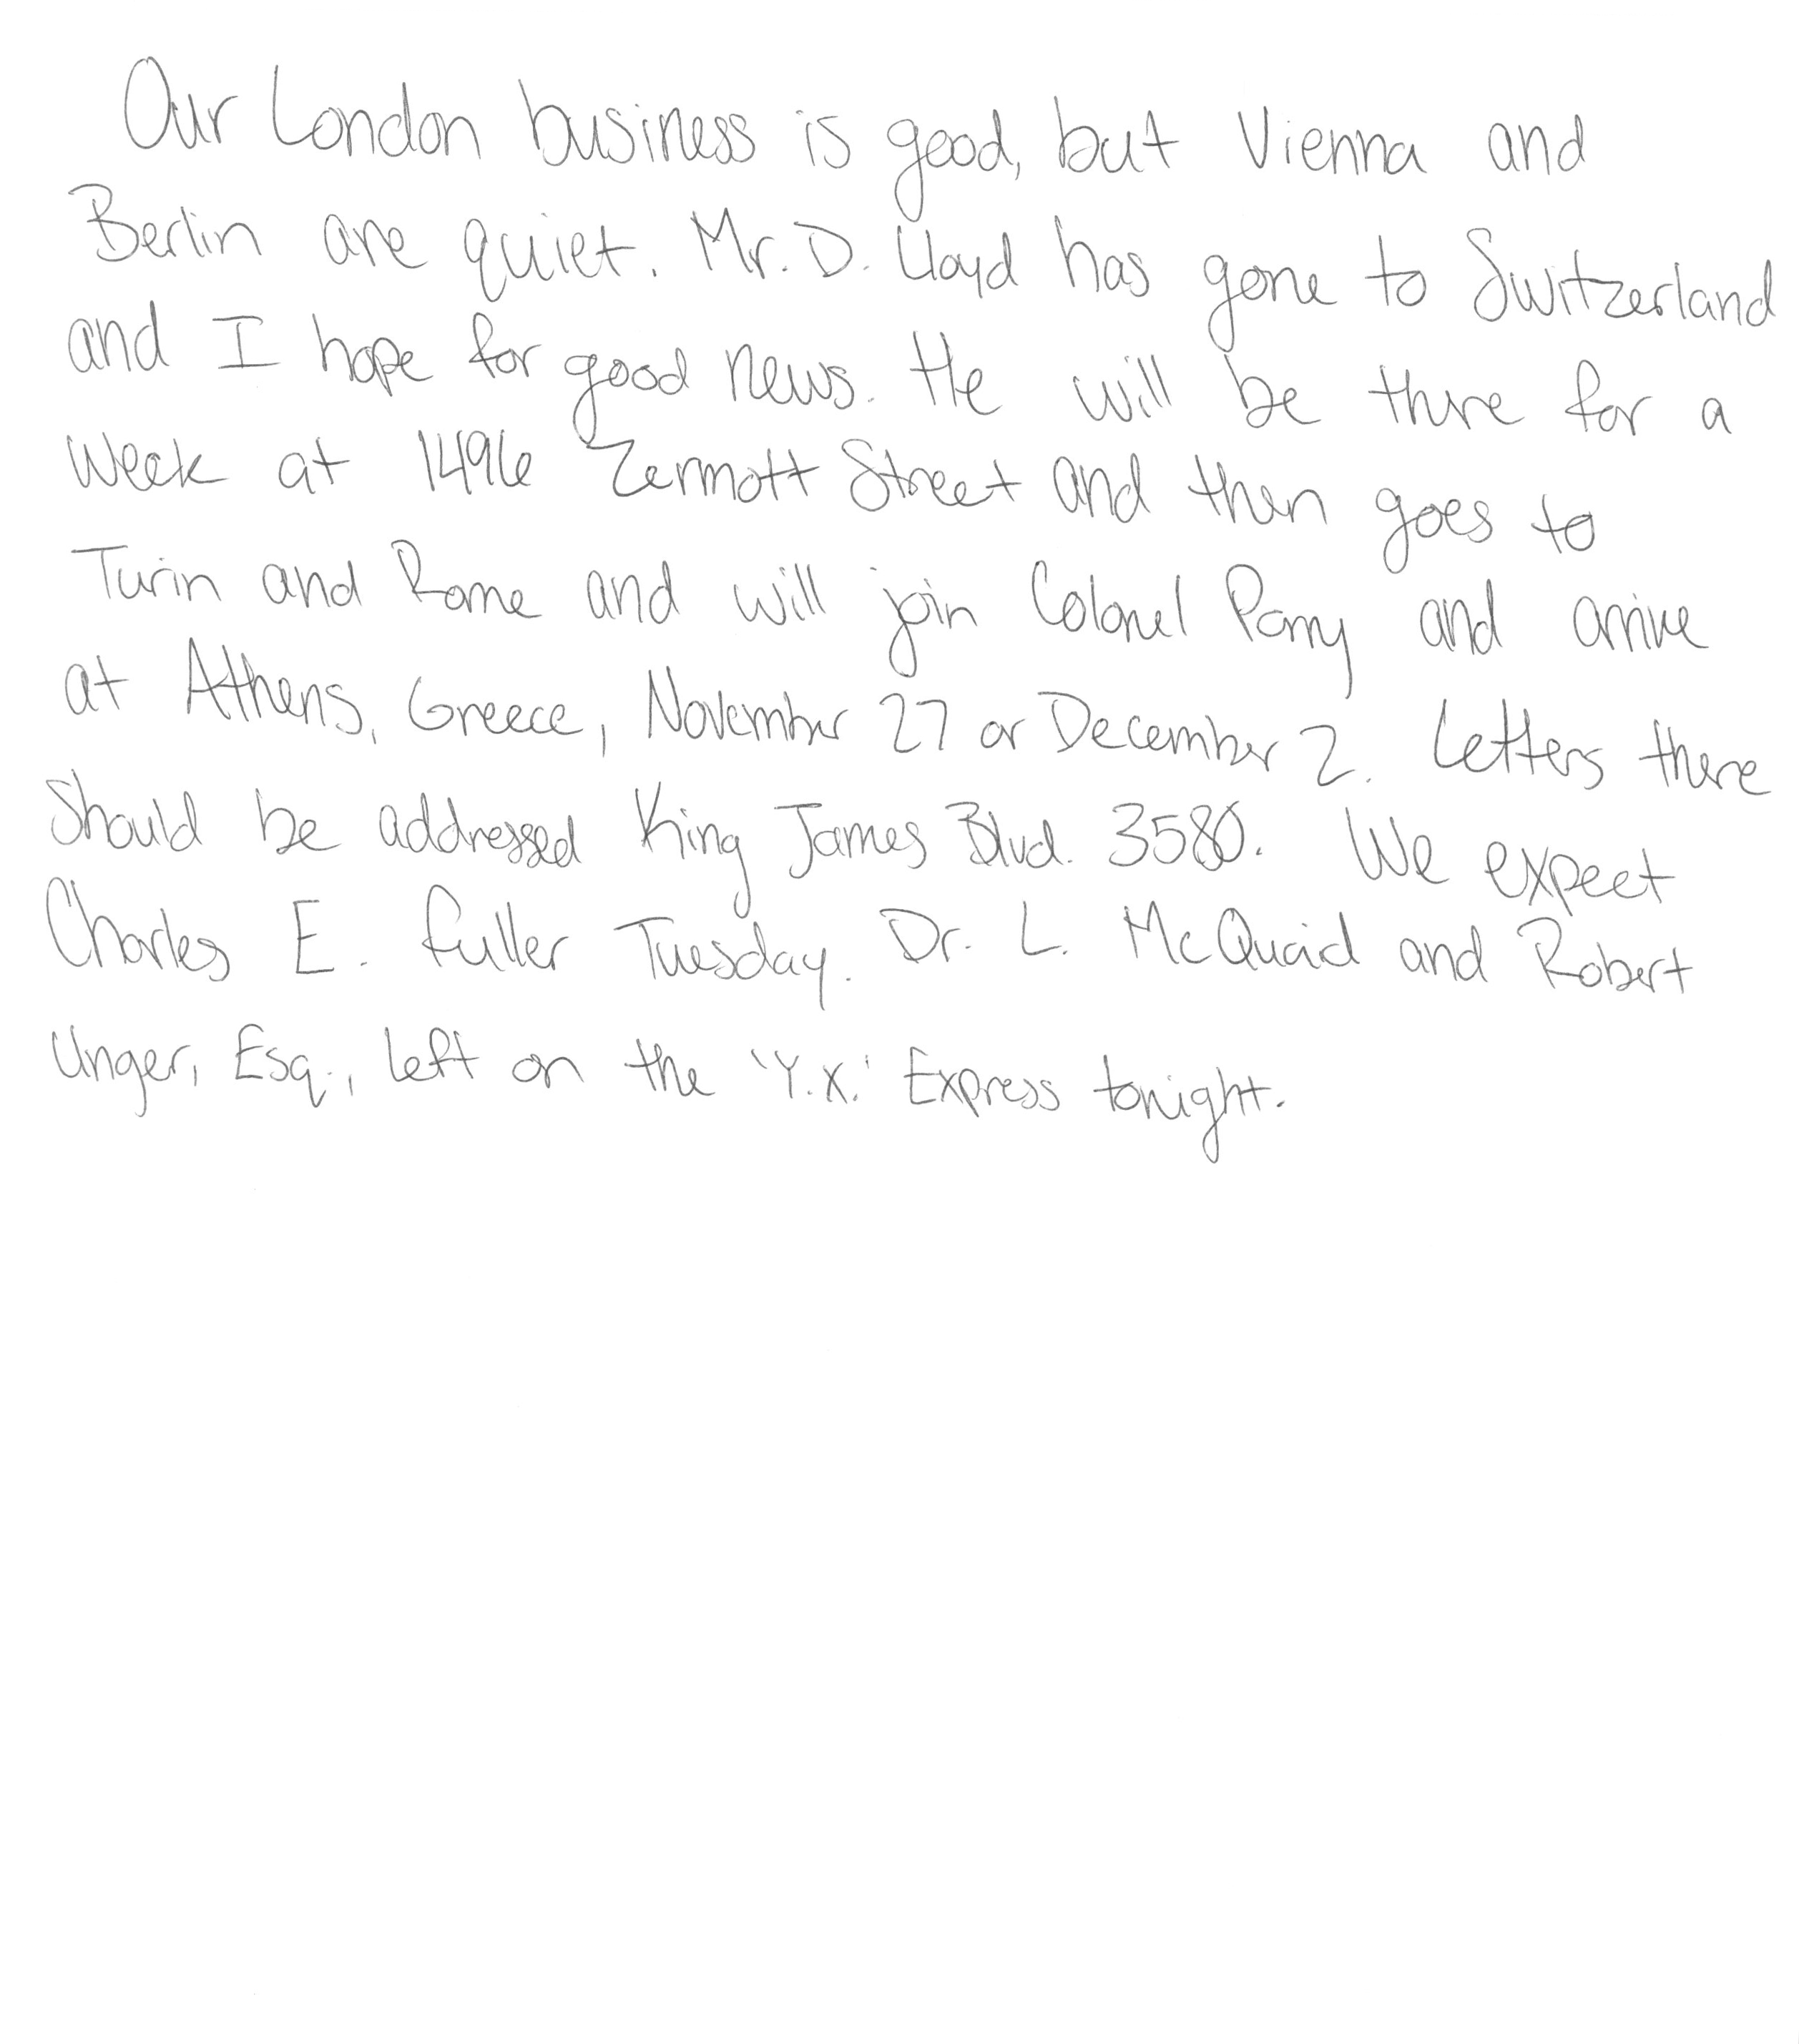 Our London business is good, but Vienna and
Berlin are quiet. Mr. D. Lloyd has gone to Switzerland
and I hope for good news. He will be there for a
week at 1496 Zermott Street and then goes to
Turin and Rome and will join Colonel Parry and arrive
at Athens, Greece, November 27 or December 2. Letters there
should be addressed King James Blvd. 3580. We expect
Charles E. Fuller Tuesday. Dr. L. McQuaid and Robert
Unger, Esq., left on the "Y.X." Express tonight.